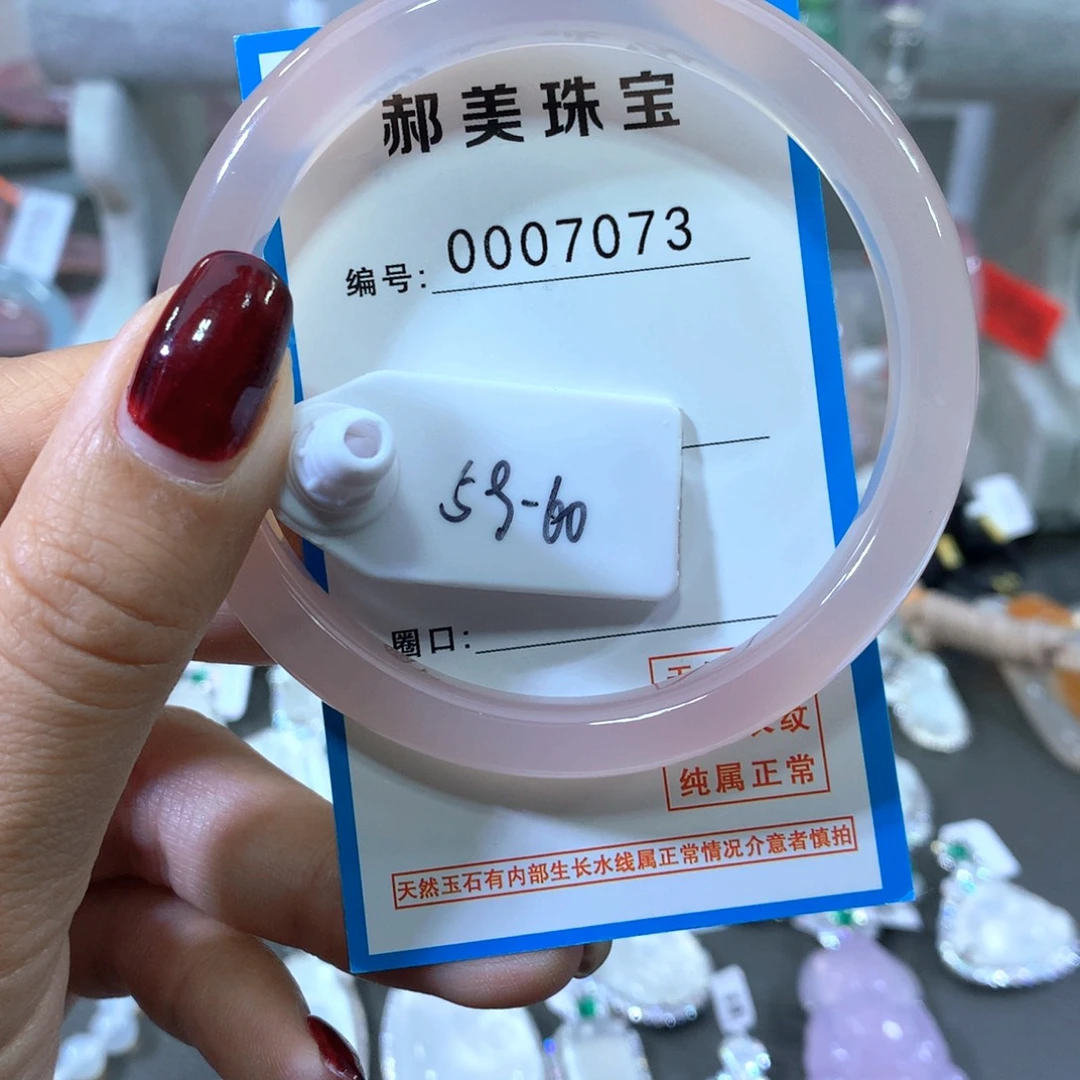 郝美珠宝
编号: 0007073
59-60
圈口:
纹
纯属正常
天然玉石有内部生长水线属正常情况介意者慎拍